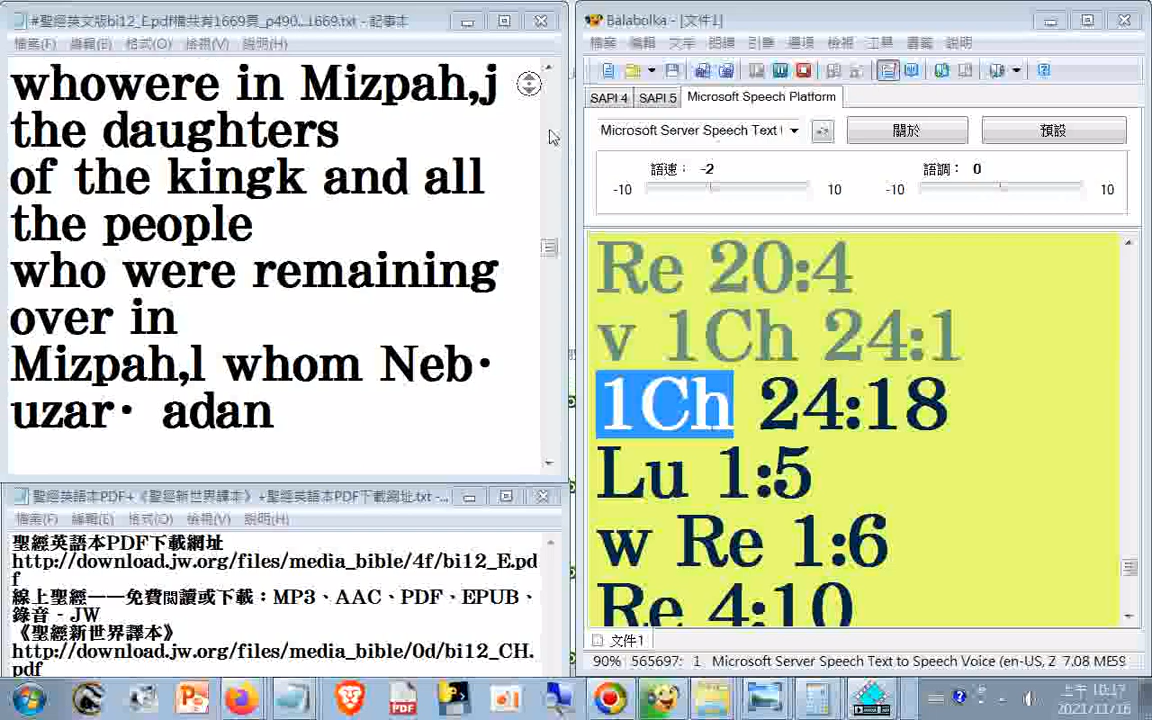 #聖經英文版bi12_E.pdf檔共有1669頁_p490...1669.txt - 記事本
檔案(F) 編輯(E) 格式(O) 檢視(V) 說明(H)
whowere in Mizpah,j
the daughters
of the kingk and all
the people
who were remaining
over in
Mizpah,l whom Neb·
uzar· adan
聖經英語本PDF+《聖經新世界譯本》+聖經英語本PDF下載網址.txt -...
檔案(F) 編輯(E) 格式(O) 檢視(V) 說明(H)
聖經英語本PDF下載網址
http://download.jw.org/files/media_bible/4f/bi12_E.pd
f
線上聖經──免費閱讀或下載：MP3、AAC、PDF、EPUB、
錄音 - JW
《聖經新世界譯本》
http://download.jw.org/files/media_bible/0d/bi12_CH.
pdf
Balabolka - [文件1]
檔案 編輯 文字 朗讀 引擎 選項 檢視 工具 書籤 說明
SAPI 4 SAPI 5 Microsoft Speech Platform
Microsoft Server Speech Text 關於 預設
語速： -2 語調： 0
-10 10 -10 10
Re 20:4
v 1Ch 24:1
1Ch 24:18
Lu 1:5
w Re 1:6
Re 4:10
文件1
90% 565697: 1 Microsoft Server Speech Text to Speech Voice (en-US, Z 7.08 ME59
上午 10:17
2021/11/16